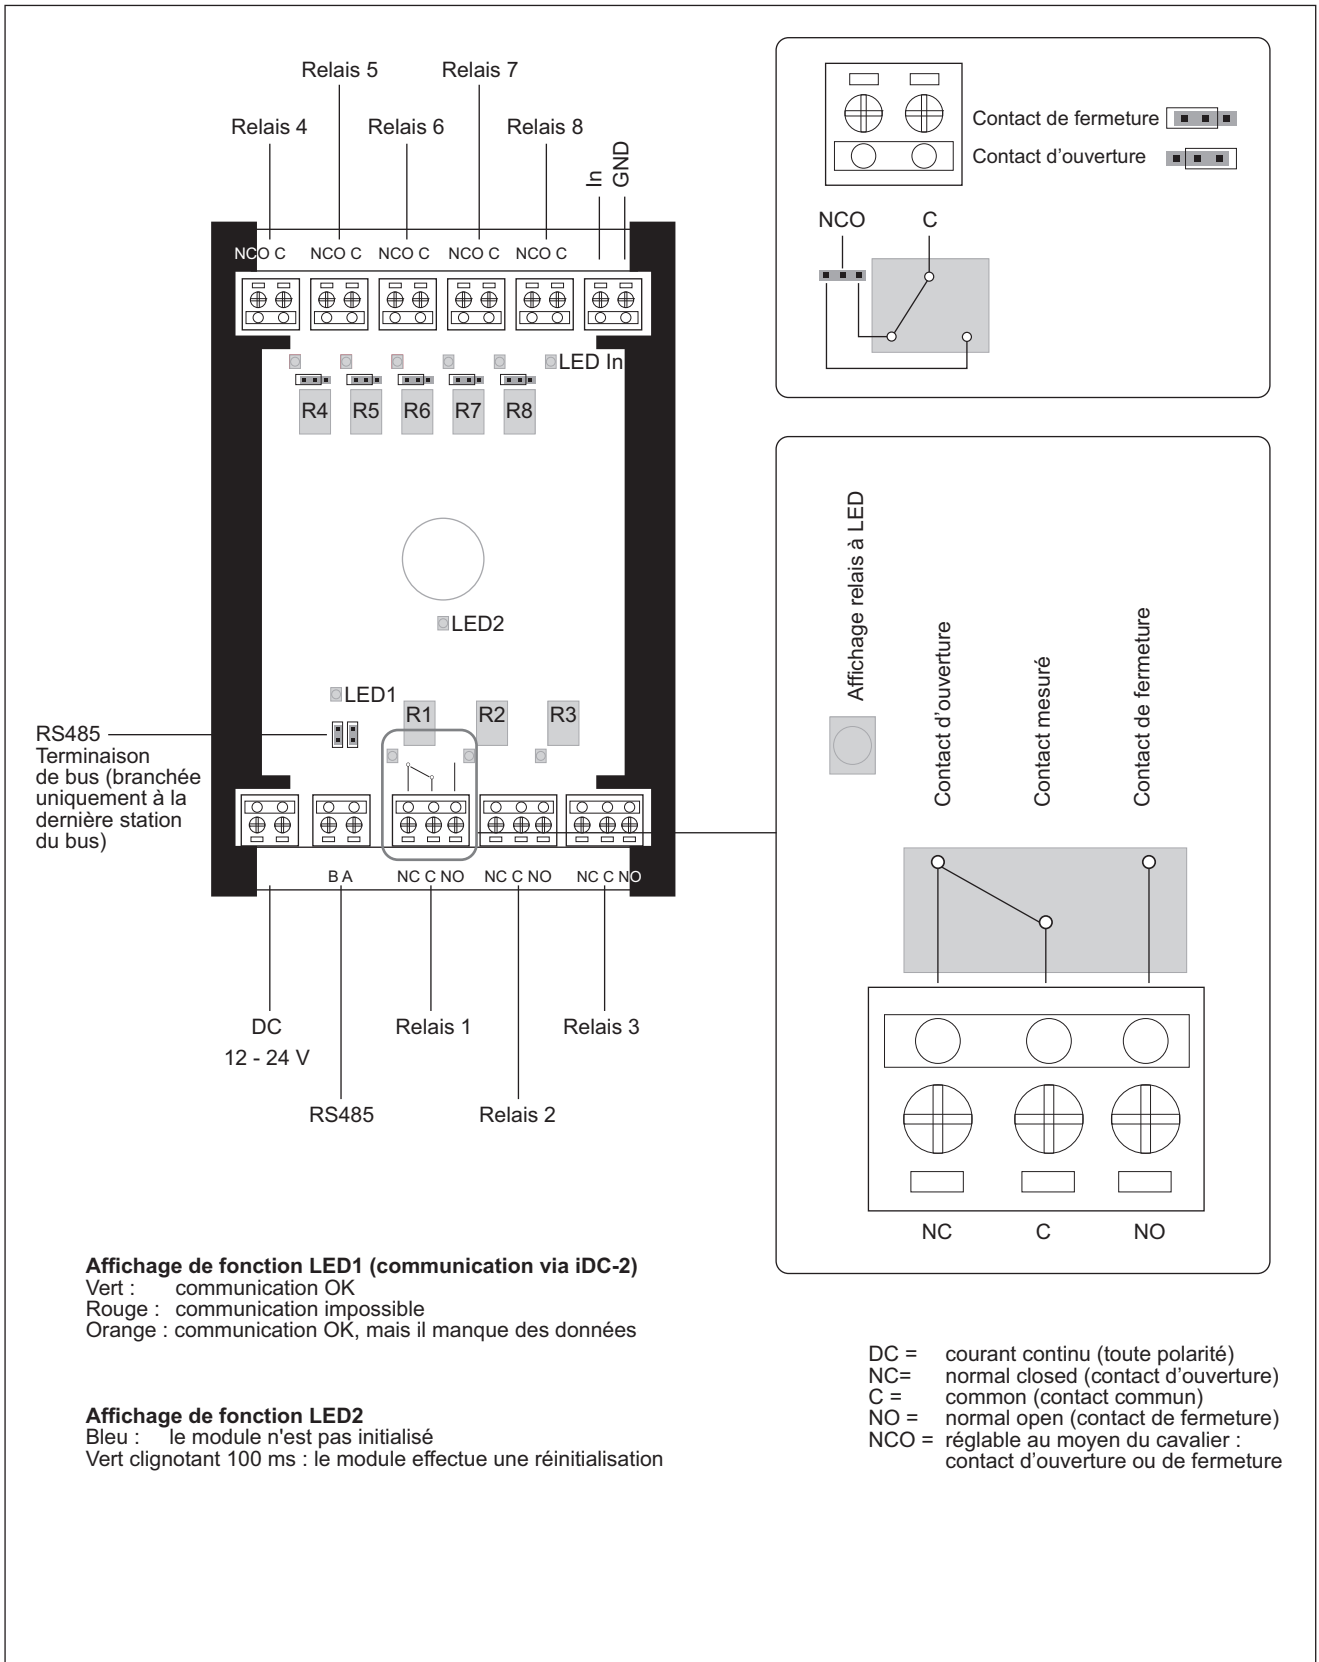 Relais 5
Relais 7
Relais 4
Relais 6
Relais 8
In
GND
NCO C
NCO C
NCO C
NCO C
NCO C
LED In
R4
R5
R6
R7
R8
LED2
LED1
R1
R2
R3
RS485
Terminaison
de bus (branchée
uniquement à la
dernière station
du bus)
B A
NC C NO
NC C NO
NC C NO
DC
12 - 24 V
Relais 1
Relais 3
RS485
Relais 2
Contact de fermeture
Contact d'ouverture
NCO
C
Affichage relais à LED
Contact d'ouverture
Contact mesuré
Contact de fermeture
NC
C
NO
Affichage de fonction LED1 (communication via iDC-2)
Vert : communication OK
Rouge : communication impossible
Orange : communication OK, mais il manque des données
Affichage de fonction LED2
Bleu : le module n'est pas initialisé
Vert clignotant 100 ms : le module effectue une réinitialisation
DC = courant continu (toute polarité)
NC= normal closed (contact d'ouverture)
C = common (contact commun)
NO = normal open (contact de fermeture)
NCO = réglable au moyen du cavalier :
contact d'ouverture ou de fermeture